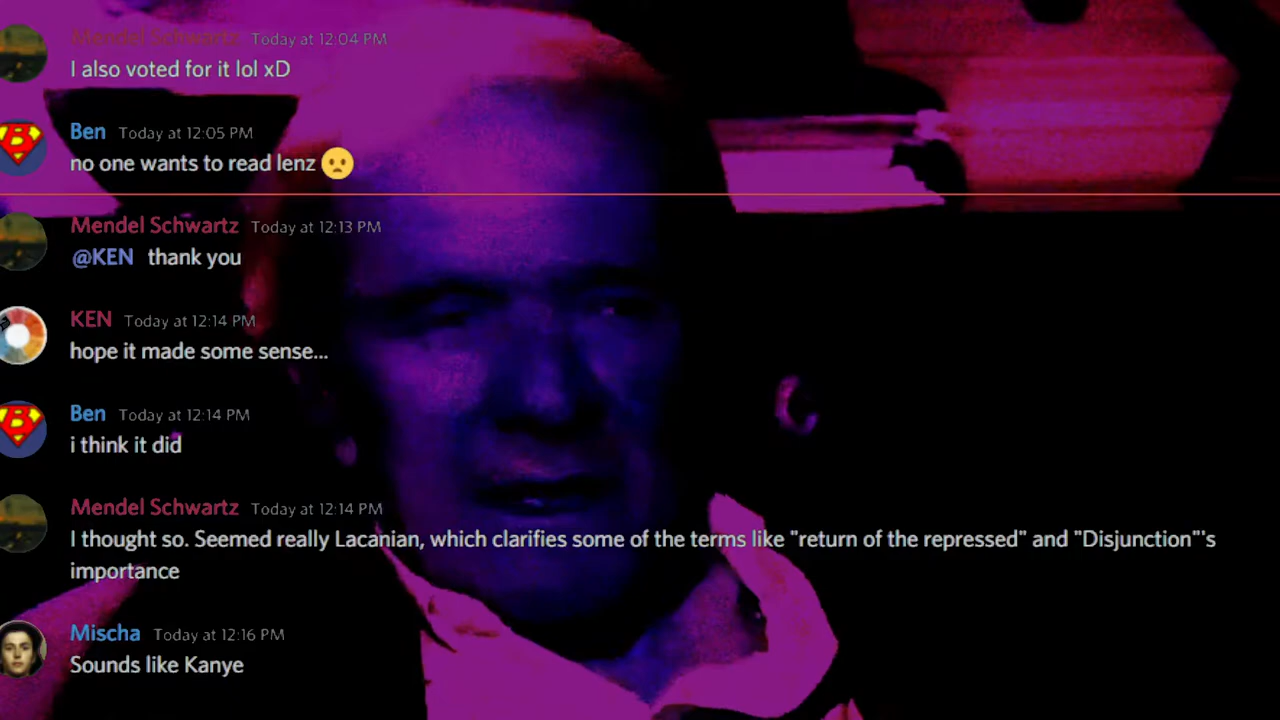 Mendel Schwartz Today at 12:04 PM
I also voted for it lol xD
Ben Today at 12:05 PM
no one wants to read lenz 😦
Mendel Schwartz Today at 12:13 PM
@KEN thank you
KEN Today at 12:14 PM
hope it made some sense...
Ben Today at 12:14 PM
i think it did
Mendel Schwartz Today at 12:14 PM
I thought so. Seemed really Lacanian, which clarifies some of the terms like "return of the repressed" and "Disjunction"'s
importance
Mischa Today at 12:16 PM
Sounds like Kanye